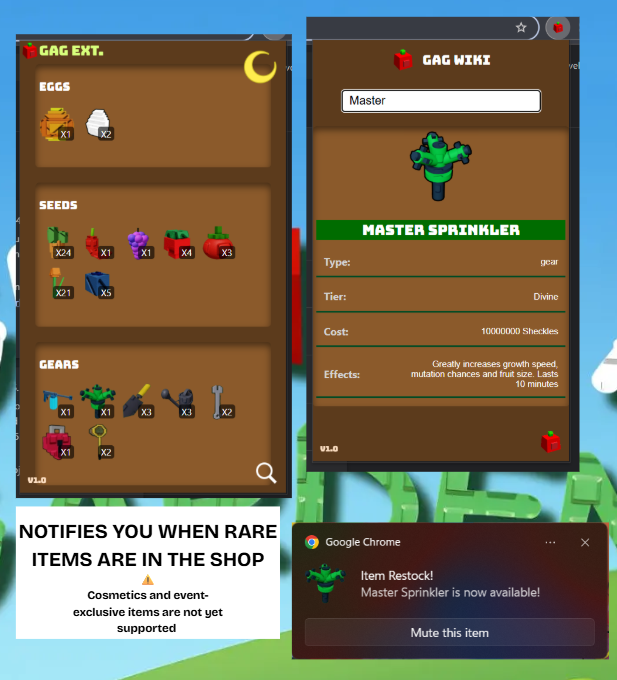 GAG EXT.
EGGS
X1
X2
SEEDS
X24
X1
X1
X4
X3
X21
X5
GEARS
X1
X1
X3
X3
X2
X1
X2
V1.0
GAG WIKI
Master
MASTER SPRINKLER
Type:
gear
Tier:
Divine
Cost:
10000000 Sheckles
Effects:
Greatly increases growth speed,
mutation chances and fruit size. Lasts
10 minutes
V1.0
NOTIFIES YOU WHEN RARE
ITEMS ARE IN THE SHOP
Cosmetics and event-
exclusive items are not yet
supported
Google Chrome
Item Restock!
Master Sprinkler is now available!
Mute this item